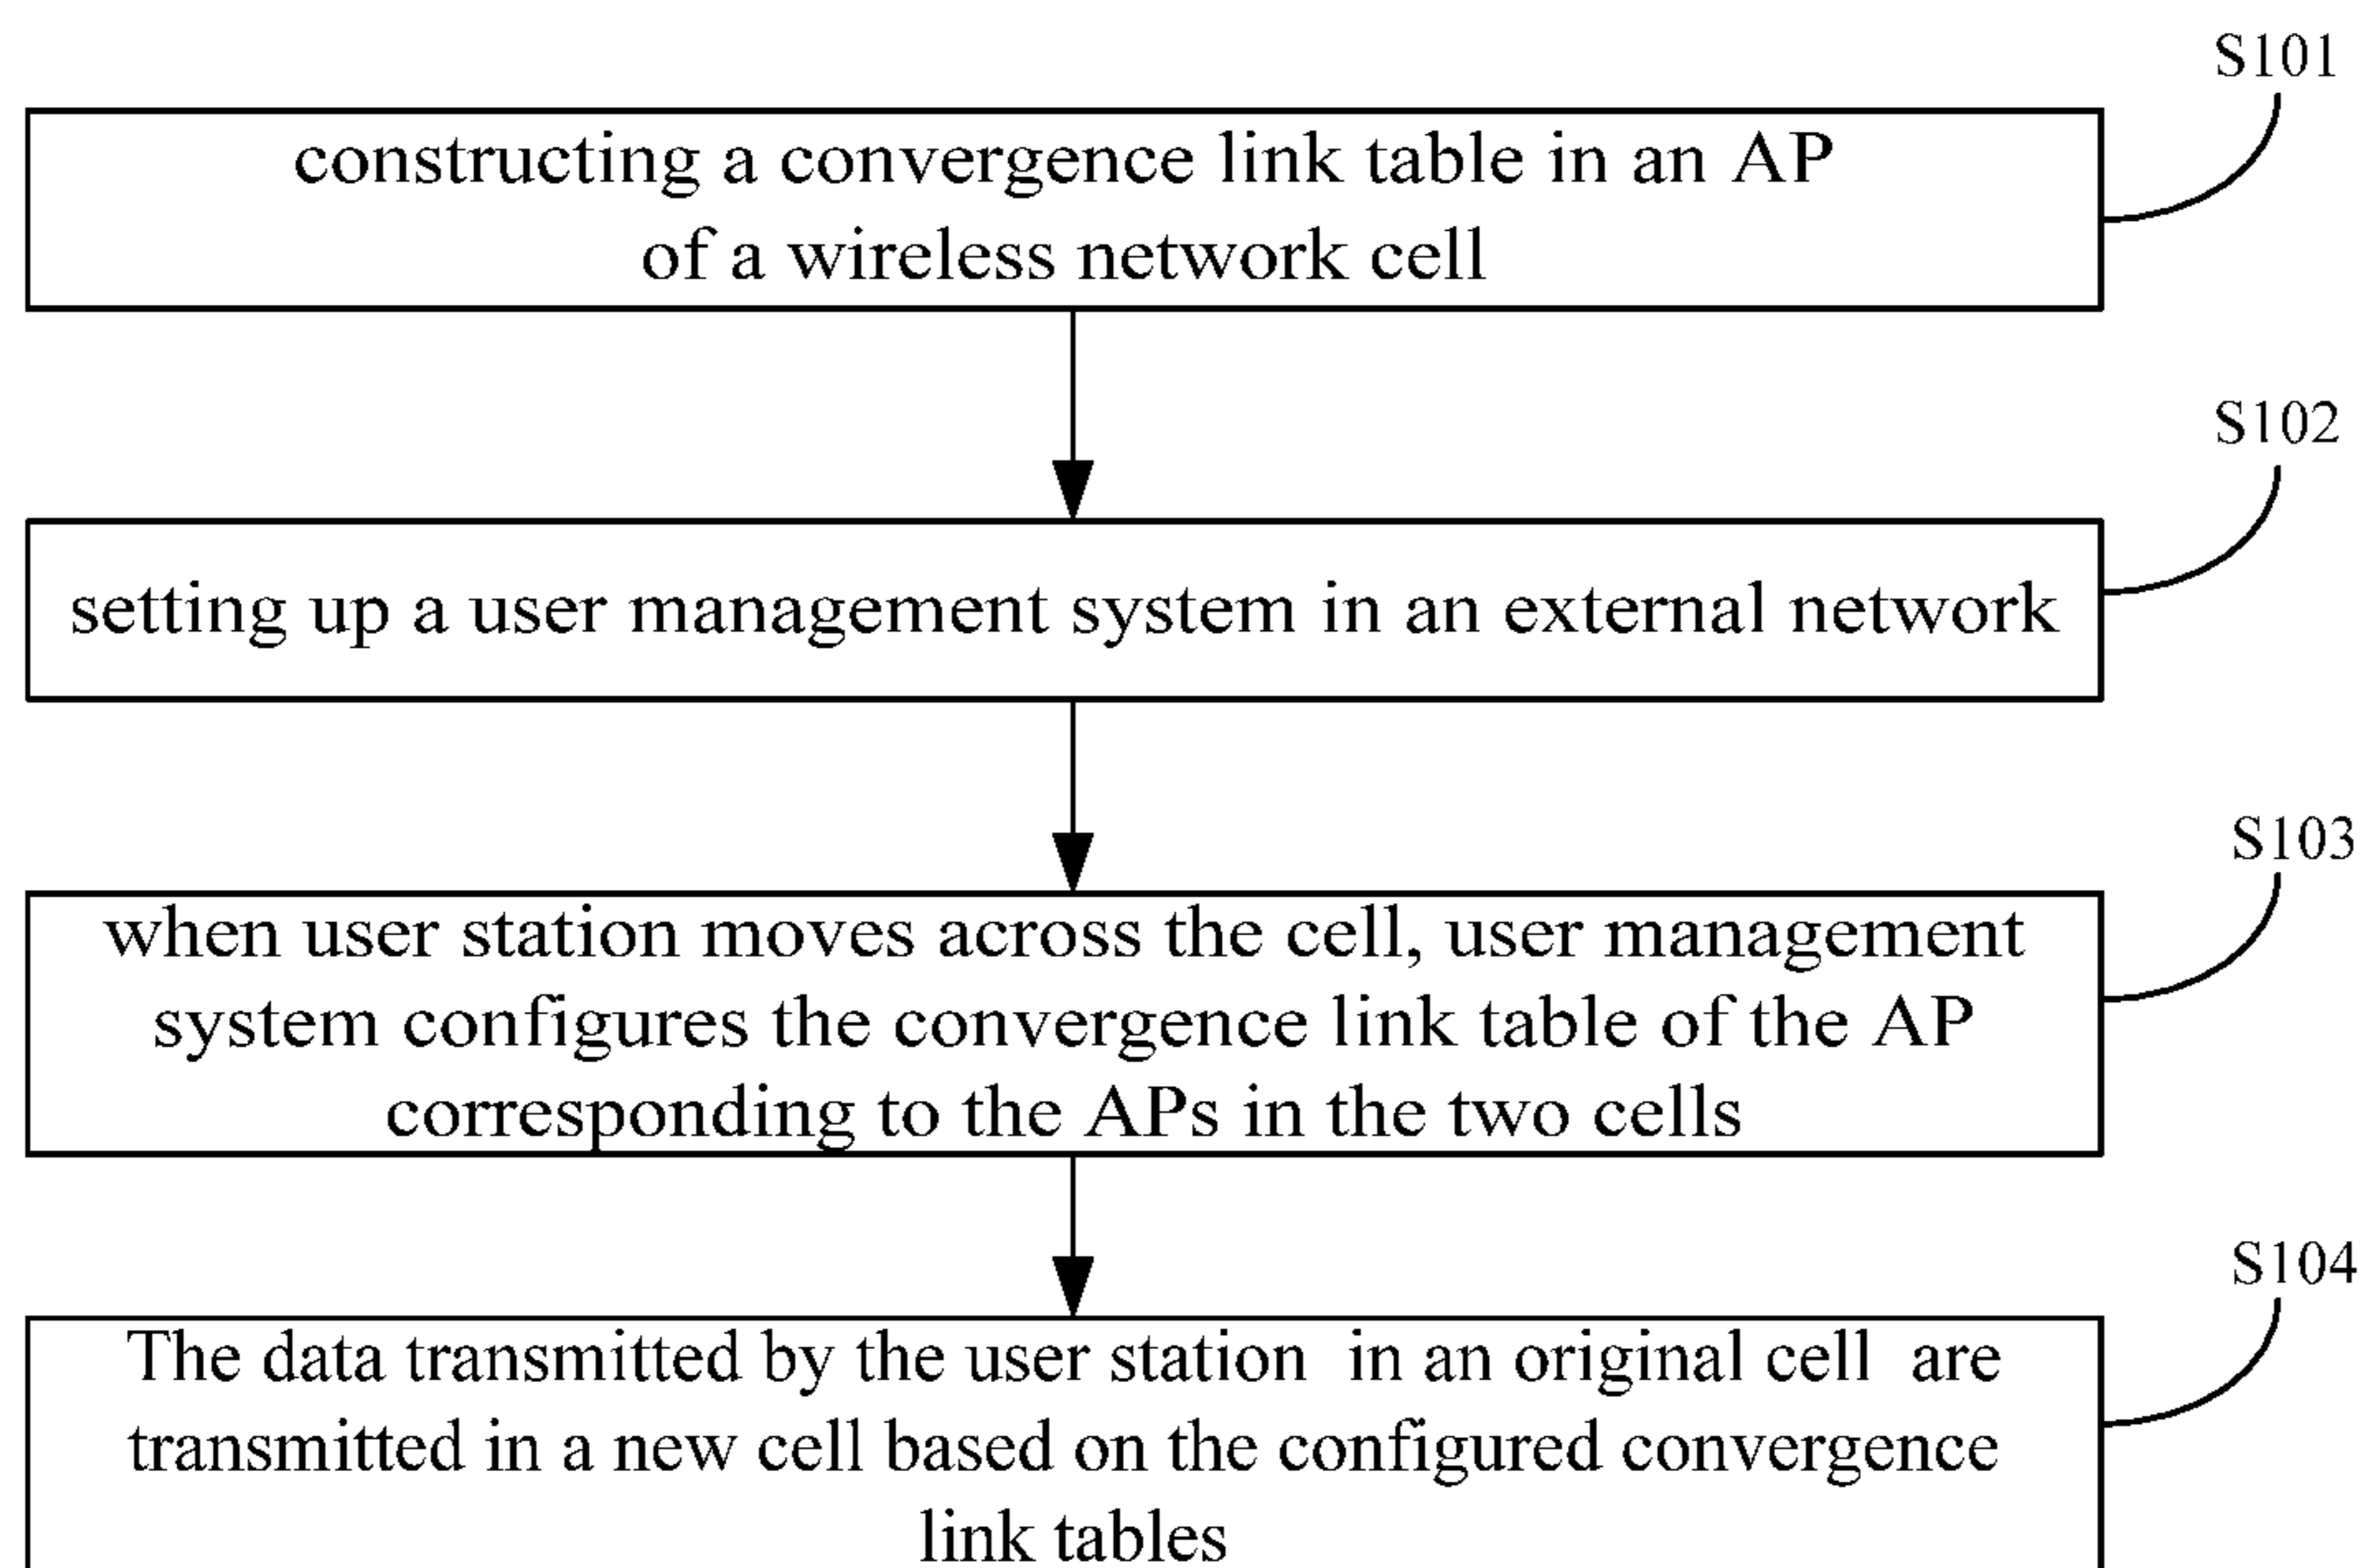 S101
constructing a convergence link table in an AP
of a wireless network cell
S102
setting up a user management system in an external network
S103
when user station moves across the cell, user management
system configures the convergence link table of the AP
corresponding to the APs in the two cells
S104
The data transmitted by the user station in an original cell are
transmitted in a new cell based on the configured convergence
link tables